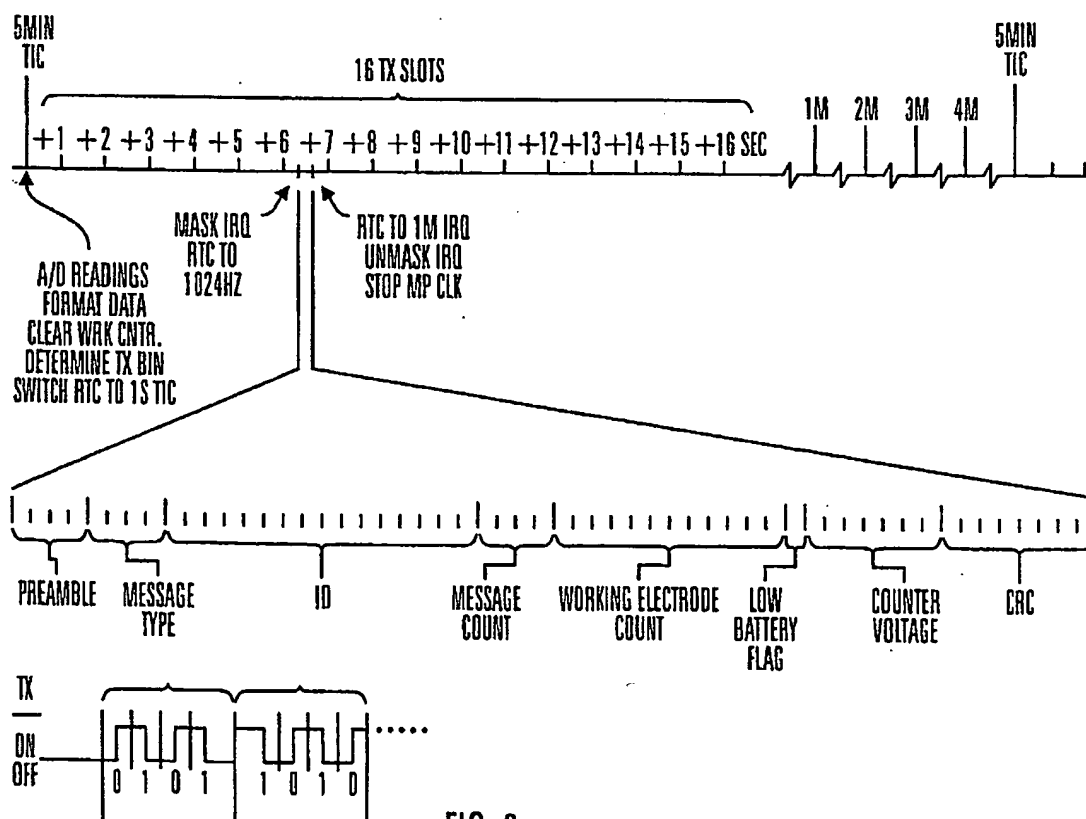 5MIN
TIC
5MIN
TIC
16 TX SLOTS
1M 2M 3M 4M
+1 +2 +3 +4 +5 +6 +7 +8 +9 +10 +11 +12 +13 +14 +15 +16 SEC
MASK IRQ
RTC TO
1024HZ
RTC TO 1M IRQ
UNMASK IRQ
STOP MP CLK
A/D READINGS
FORMAT DATA
CLEAR WRK CNTR.
DETERMINE TX BIN
SWITCH RTC TO 1S TIC
PREAMBLE
MESSAGE
TYPE
ID
MESSAGE
COUNT
WORKING ELECTRODE
COUNT
LOW
BATTERY
FLAG
COUNTER
VOLTAGE
CRC
TX
ON
OFF
0 1 0 1 1 0 1 0